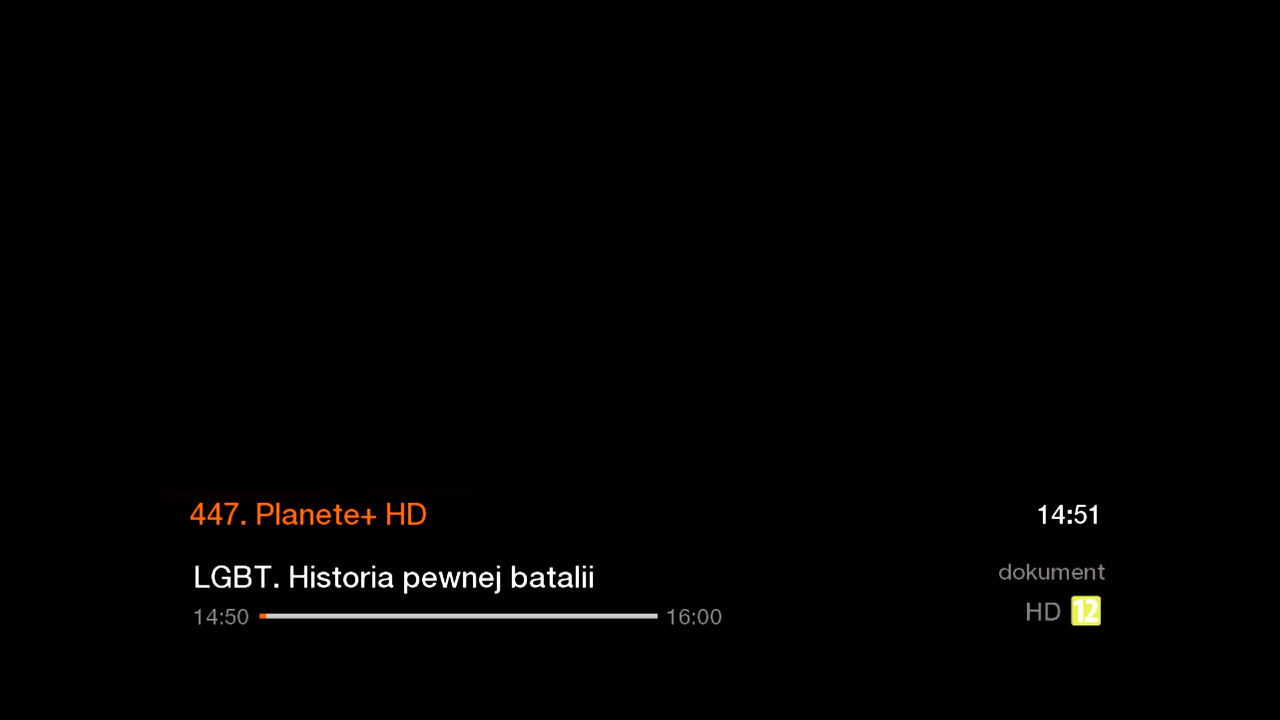 447. Planete+ HD 14:51
LGBT. Historia pewnej batalii dokument
14:50 16:00 HD 12